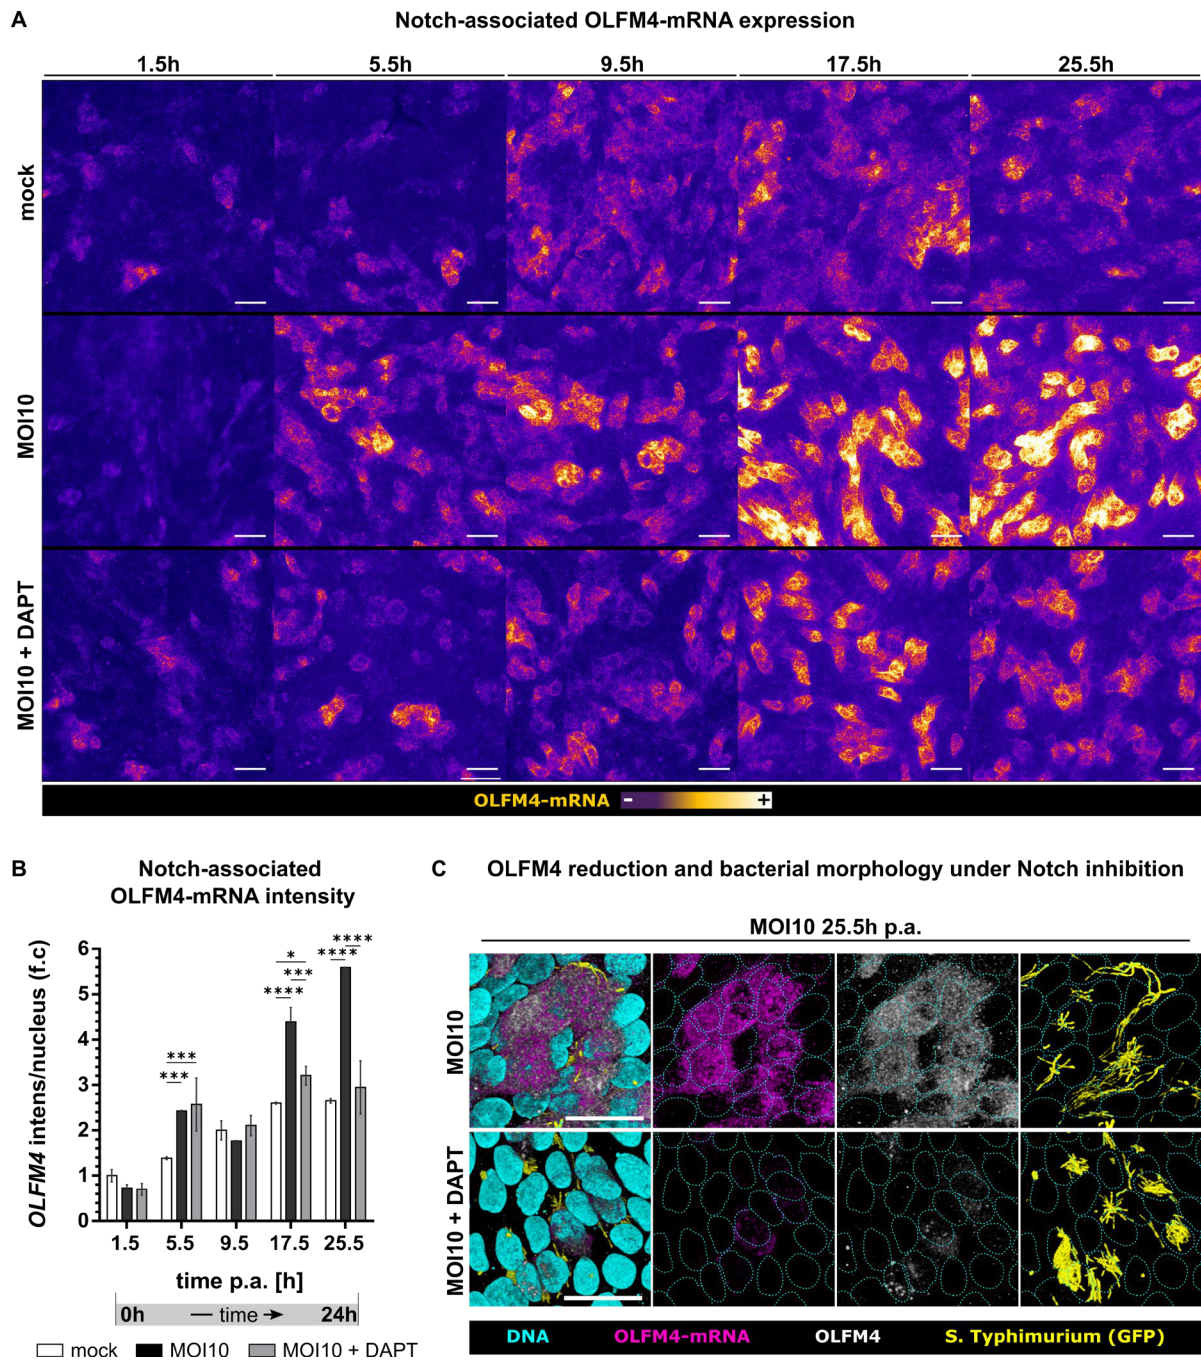 A
Notch-associated OLFM4-mRNA expression
1.5h 5.5h 9.5h 17.5h 25.5h
mock
MOI10
MOI10 + DAPT
OLFM4-mRNA - +
B
Notch-associated
OLFM4-mRNA intensity
OLFM4 intens/nucleus (f.c)
6
5
4
3
2
1
0
*** ***
**** *** *
**** ****
1.5 5.5 9.5 17.5 25.5
time p.a. [h]
0h — time → 24h
mock MOI10 MOI10 + DAPT
C
OLFM4 reduction and bacterial morphology under Notch inhibition
MOI10 25.5h p.a.
MOI10
MOI10 + DAPT
DNA OLFM4-mRNA OLFM4 S. Typhimurium (GFP)